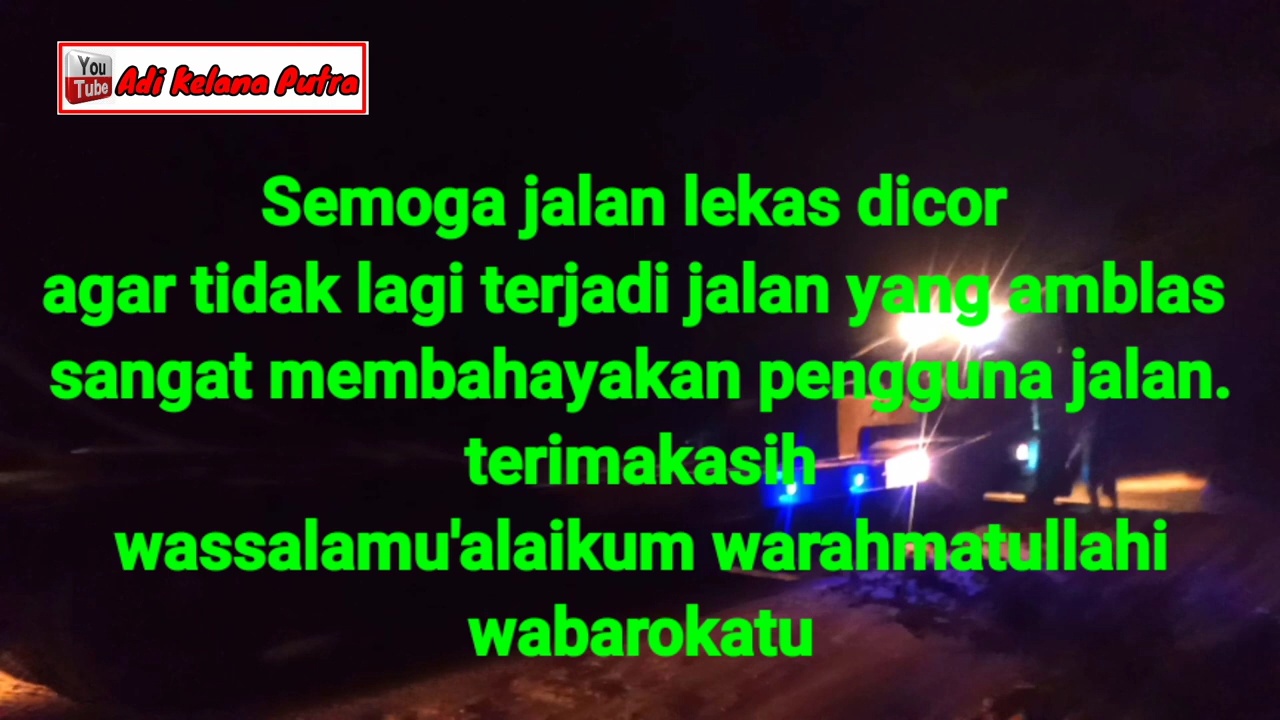 You
Tube
Adi Kelana Putra
Semoga jalan lekas dicor
agar tidak lagi terjadi jalan yang amblas
sangat membahayakan pengguna jalan.
terimakasih
wassalamu'alaikum warahmatullahi
wabarokatu